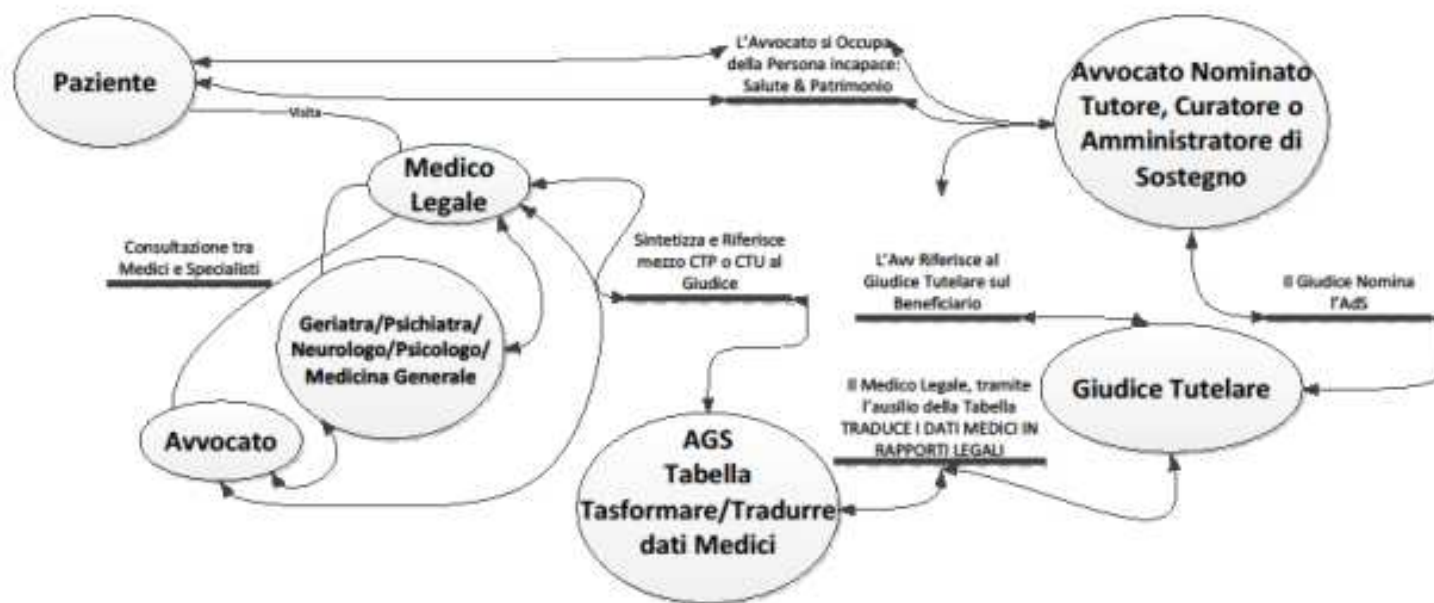 Paziente
L'Avvocato si Occupa
della Persona incapace:
Salute & Patrimonio
Avvocato Nominato
Tutore, Curatore o
Amministratore di
Sostegno
Visita
Medico
Legale
Consultazione tra
Medici e Specialisti
Sintetizza e Riferisce
mezzo CTP o CTU al
Giudice
L'Avv Riferisce al
Giudice Tutelare sul
Beneficiario
Il Giudice Nomina
l'AdS
Geriatra/Psichiatra/
Neurologo/Psicologo/
Medicina Generale
Giudice Tutelare
Il Medico Legale, tramite
l'ausilio della Tabella
TRADUCE I DATI MEDICI IN
RAPPORTI LEGALI
Avvocato
AGS
Tabella
Tasformare/Tradurre
dati Medici